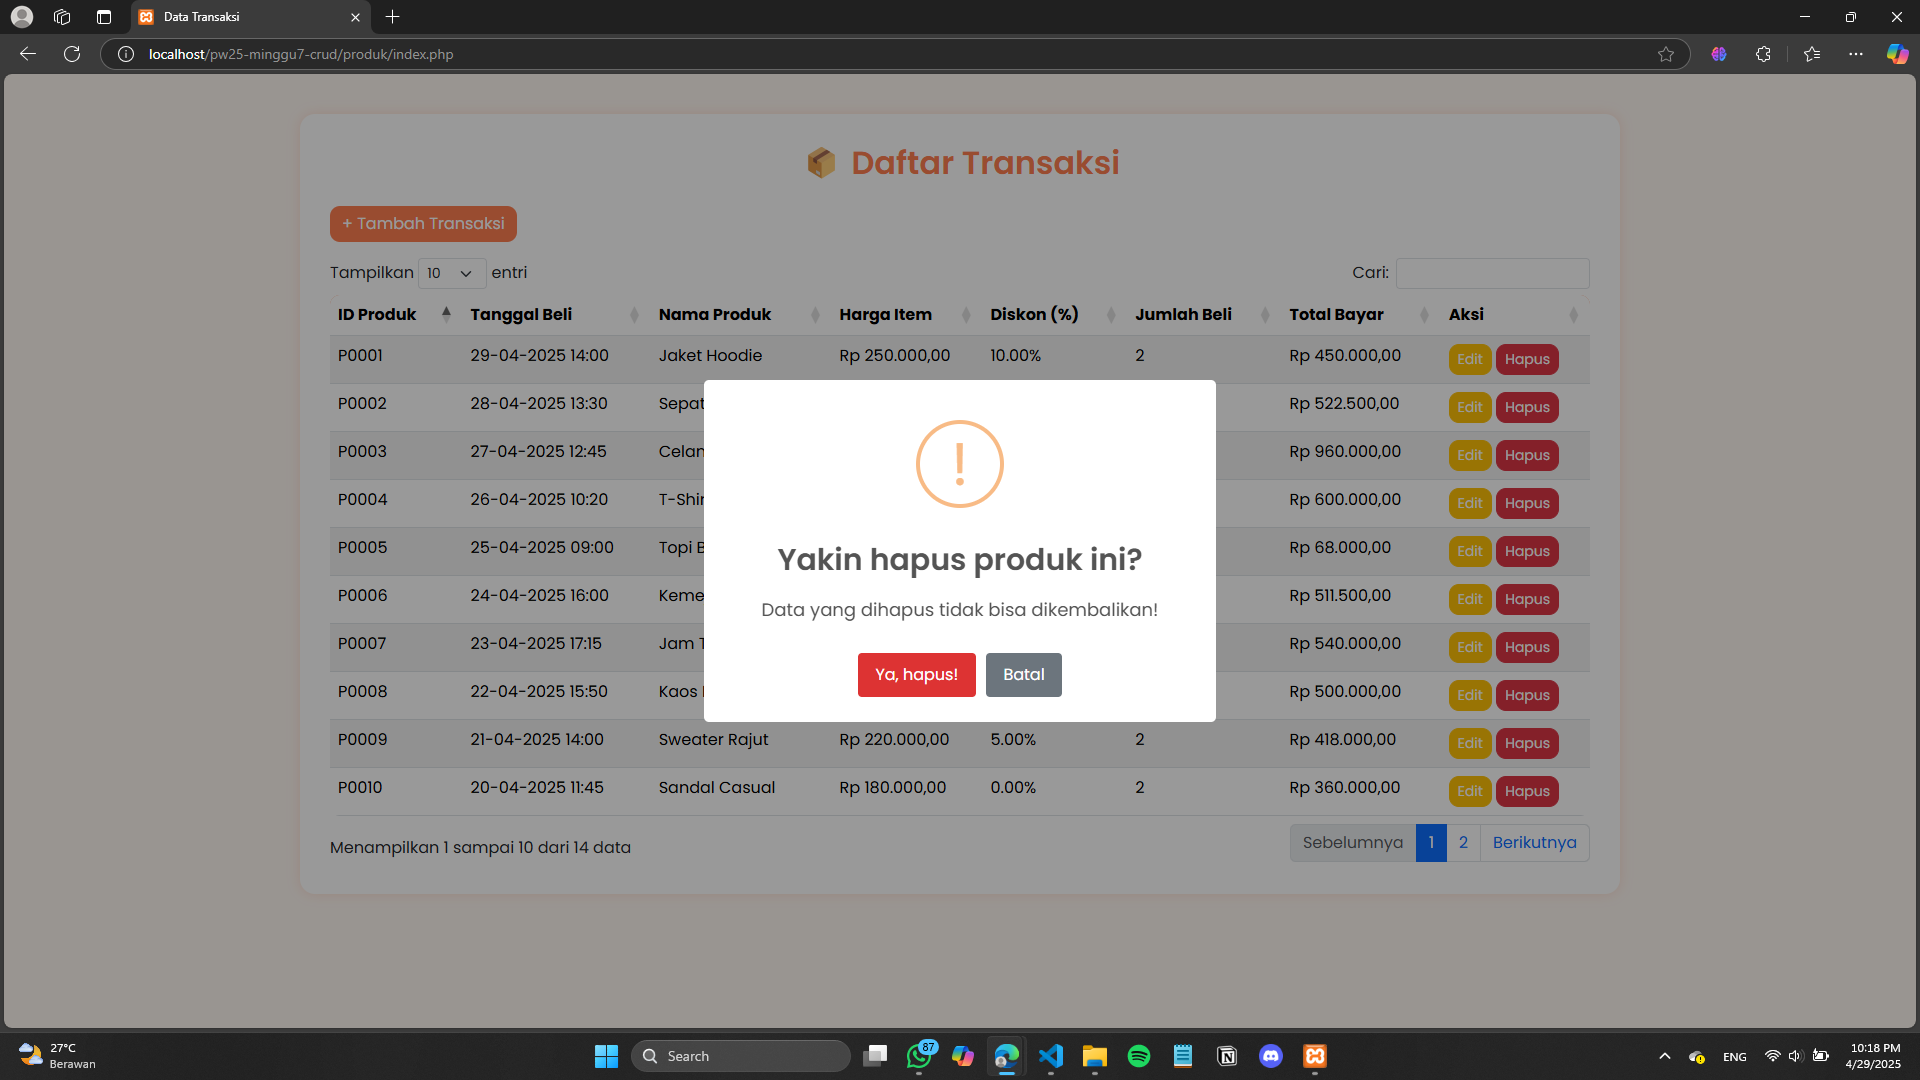 Data Transaksi
localhost/pw25-minggu7-crud/produk/index.php
Daftar Transaksi
+ Tambah Transaksi
Tampilkan 10 entri Cari:
ID Produk Tanggal Beli Nama Produk Harga Item Diskon (%) Jumlah Beli Total Bayar Aksi
P0001 29-04-2025 14:00 Jaket Hoodie Rp 250.000,00 10.00% 2 Rp 450.000,00 Edit Hapus
P0002 28-04-2025 13:30 Sepat Rp 522.500,00 Edit Hapus
P0003 27-04-2025 12:45 Celan Rp 960.000,00 Edit Hapus
P0004 26-04-2025 10:20 T-Shir Rp 600.000,00 Edit Hapus
P0005 25-04-2025 09:00 Topi B Rp 68.000,00 Edit Hapus
P0006 24-04-2025 16:00 Keme Rp 511.500,00 Edit Hapus
P0007 23-04-2025 17:15 Jam T Rp 540.000,00 Edit Hapus
P0008 22-04-2025 15:50 Kaos Rp 500.000,00 Edit Hapus
P0009 21-04-2025 14:00 Sweater Rajut Rp 220.000,00 5.00% 2 Rp 418.000,00 Edit Hapus
P0010 20-04-2025 11:45 Sandal Casual Rp 180.000,00 0.00% 2 Rp 360.000,00 Edit Hapus
Menampilkan 1 sampai 10 dari 14 data
Sebelumnya 1 2 Berikutnya
!
Yakin hapus produk ini?
Data yang dihapus tidak bisa dikembalikan!
Ya, hapus! Batal
27°C
Berawan
Search
87
ENG
10:18 PM
4/29/2025